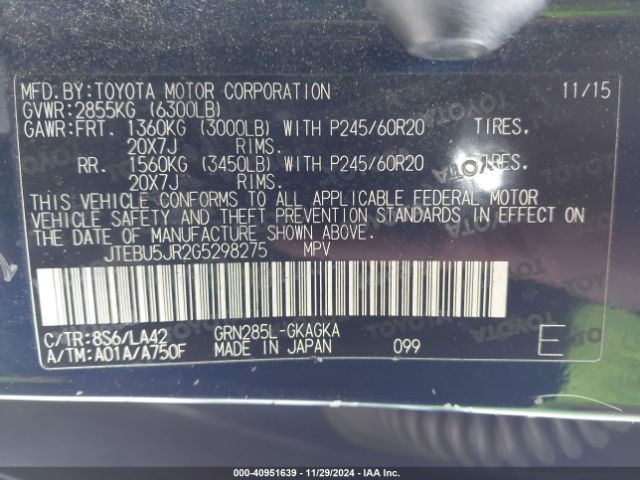 MFD.BY:TOYOTA MOTOR CORPORATION 11/15
GVWR:2855KG (6300LB)
GAWR:FRT. 1360KG (3000LB) WITH P245/60R20 TIRES.
20X7J RIMS.
RR. 1560KG (3450LB) WITH P245/60R20 TIRES.
20X7J RIMS.
THIS VEHICLE CONFORMS TO ALL APPLICABLE FEDERAL MOTOR
VEHICLE SAFETY AND THEFT PREVENTION STANDARDS IN EFFECT ON
THE DATE OF MANUFACTURE SHOWN ABOVE.
JTEBU5JR2G5298275 MPV
C/TR:8S6/LA42 GRN285L-GKAGKA
A/TM:A01A/A750F MADE IN JAPAN 099 E
000-40951639 - 11/29/2024 - IAA Inc.